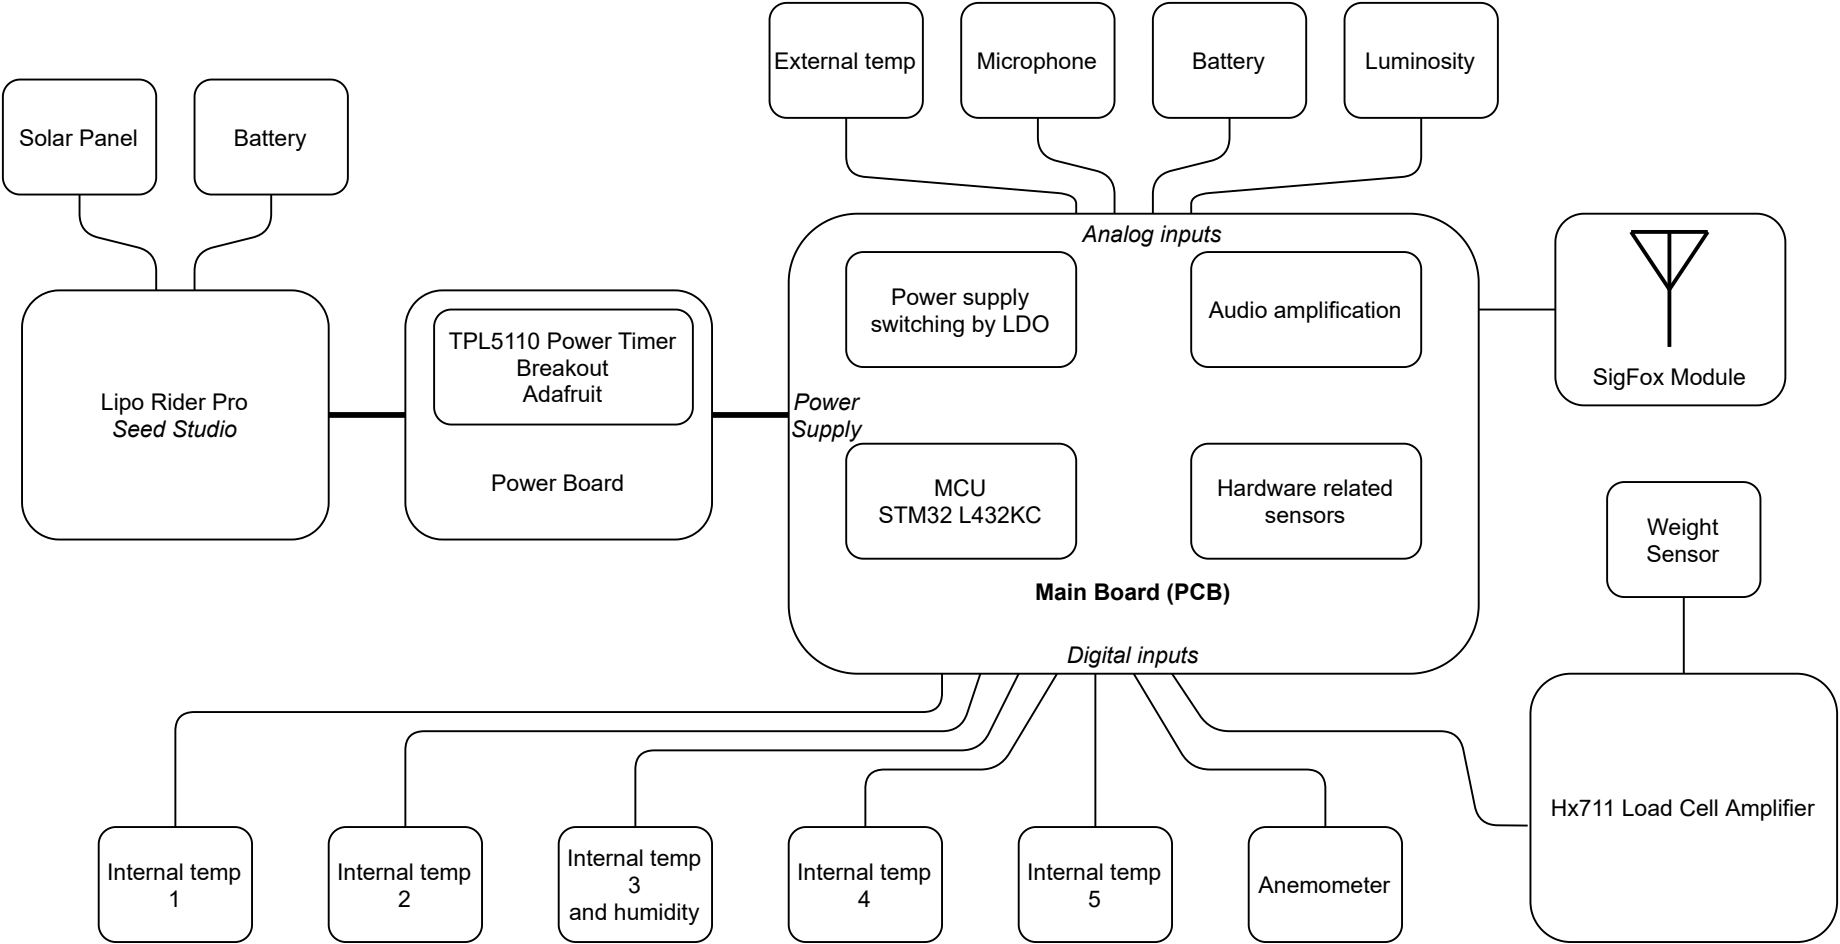 External temp
Microphone
Battery
Luminosity
Solar Panel
Battery
Analog inputs
Power supply
switching by LDO
Audio amplification
SigFox Module
TPL5110 Power Timer
Breakout
Adafruit
Lipo Rider Pro
Seed Studio
Power Board
Power
Supply
MCU
STM32 L432KC
Hardware related
sensors
Main Board (PCB)
Weight
Sensor
Digital inputs
Hx711 Load Cell Amplifier
Internal temp
1
Internal temp
2
Internal temp
3
and humidity
Internal temp
4
Internal temp
5
Anemometer